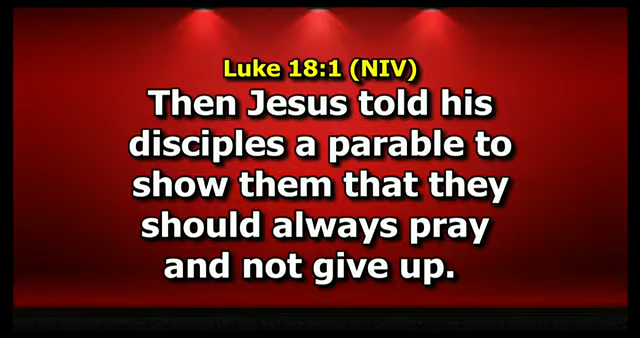 Luke 18:1 (NIV)
Then Jesus told his
disciples a parable to
show them that they
should always pray
and not give up.